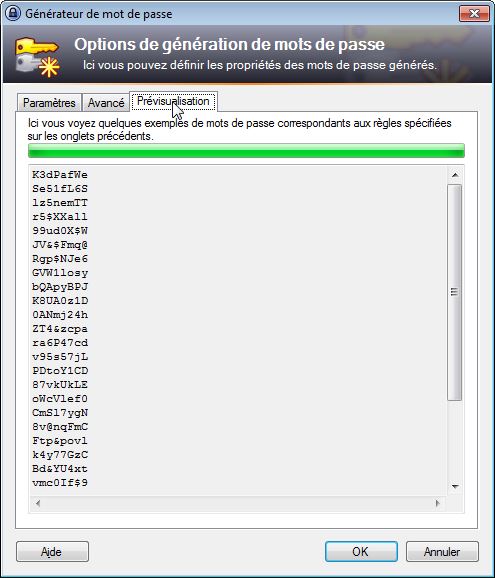 Générateur de mot de passe
Options de génération de mots de passe
Ici vous pouvez définir les propriétés des mots de passe générés.
Paramètres Avancé Prévisualisation
Ici vous voyez quelques exemples de mots de passe correspondants aux règles spécifiées
sur les onglets précédents.
K3dPafWe
Se51fL6S
lz5nemTT
r5$XXall
99ud0X$W
JV&$Fmq@
Rgp$NJe6
GVW1losy
bQApyBPJ
K8UA0z1D
0ANmj24h
ZT4&zcpa
ra6P47cd
v95s57jL
PDtoY1CD
87vkUkLE
oWcVlef0
CmSl7ygN
8v@nqFmC
Ftp&povl
k4y77GzC
Bd&YU4xt
vmc0If$9
Aide OK Annuler